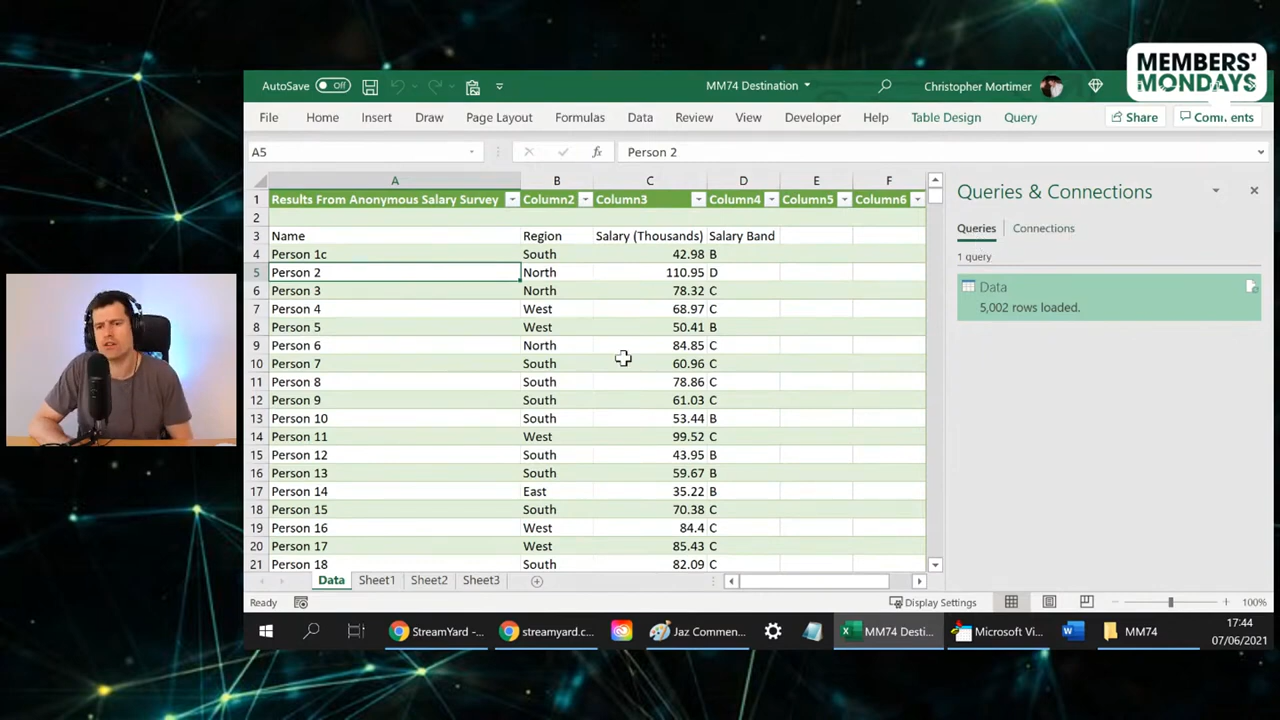 MEMBERS'
MONDAYS
AutoSave Off
MM74 Destination
Christopher Mortimer
File Home Insert Draw Page Layout Formulas Data Review View Developer Help Table Design Query
Share Comments
A5 fx Person 2
A B C D E F
1 Results From Anonymous Salary Survey Column2 Column3 Column4 Column5 Column6
2
3 Name Region Salary (Thousands) Salary Band
4 Person 1c South 42.98 B
5 Person 2 North 110.95 D
6 Person 3 North 78.32 C
7 Person 4 West 68.97 C
8 Person 5 West 50.41 B
9 Person 6 North 84.85 C
10 Person 7 South 60.96 C
11 Person 8 South 78.86 C
12 Person 9 South 61.03 C
13 Person 10 South 53.44 B
14 Person 11 West 99.52 C
15 Person 12 South 43.95 B
16 Person 13 South 59.67 B
17 Person 14 East 35.22 B
18 Person 15 South 70.38 C
19 Person 16 West 84.4 C
20 Person 17 West 85.43 C
21 Person 18 South 82.09 C
Queries & Connections
Queries Connections
1 query
Data
5,002 rows loaded.
Data Sheet1 Sheet2 Sheet3
Ready
Display Settings
100%
StreamYard -...
streamyard.c...
Jaz Commen...
MM74 Desti...
Microsoft Vi...
MM74
17:44
07/06/2021